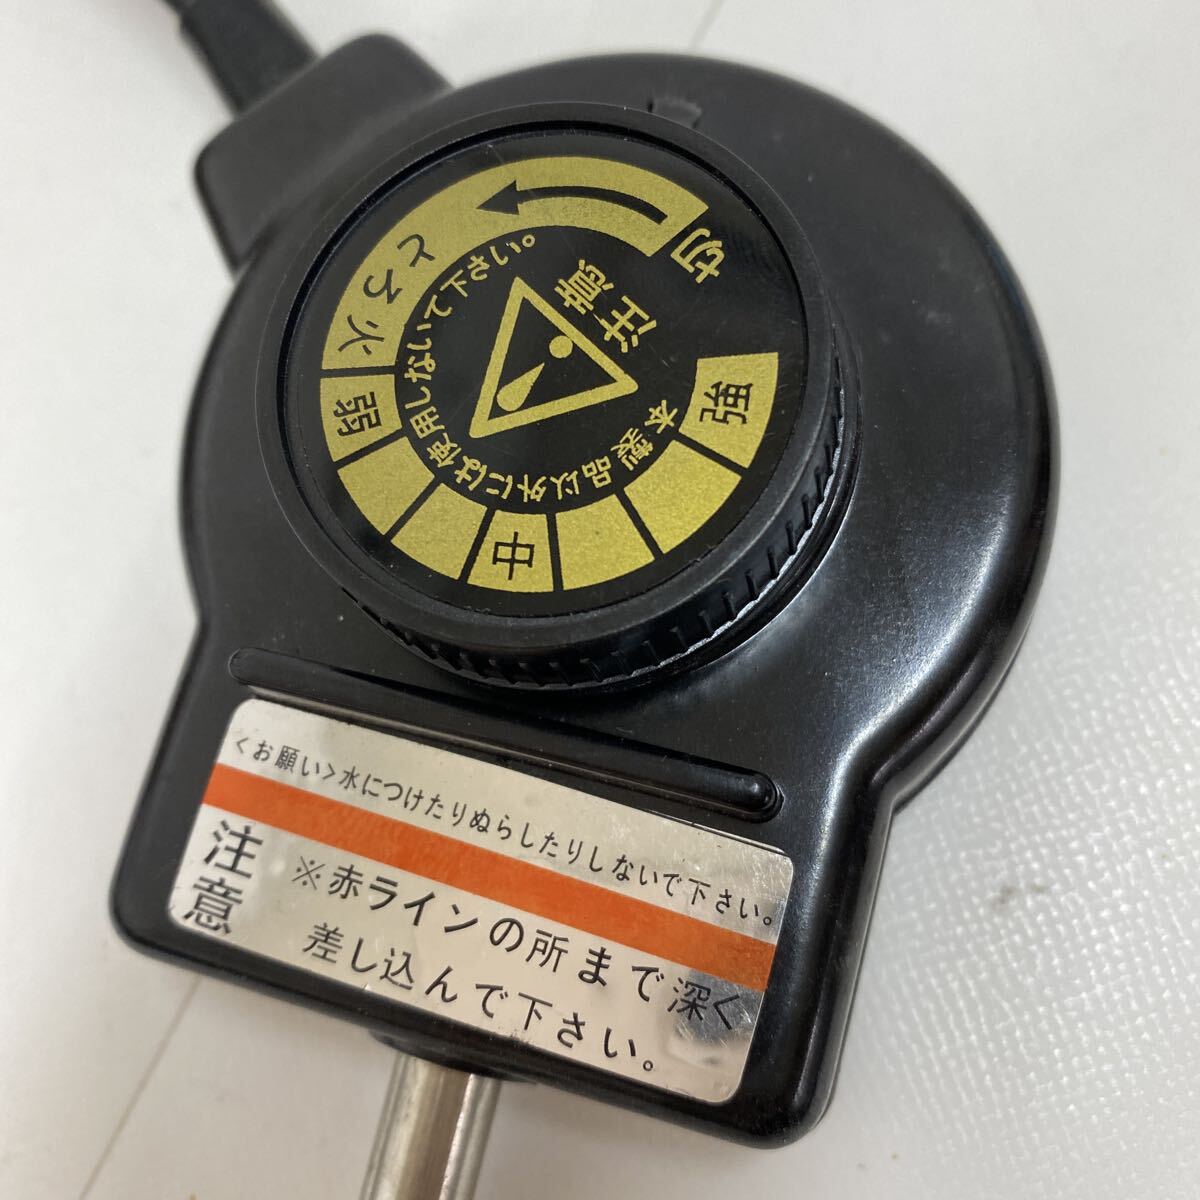 切
とろ火
弱
中
強
注意
本製品以外には使用しないで下さい。
<お願い>水につけたりぬらしたりしないで下さい。
注意
※赤ラインの所まで深く
差し込んで下さい。